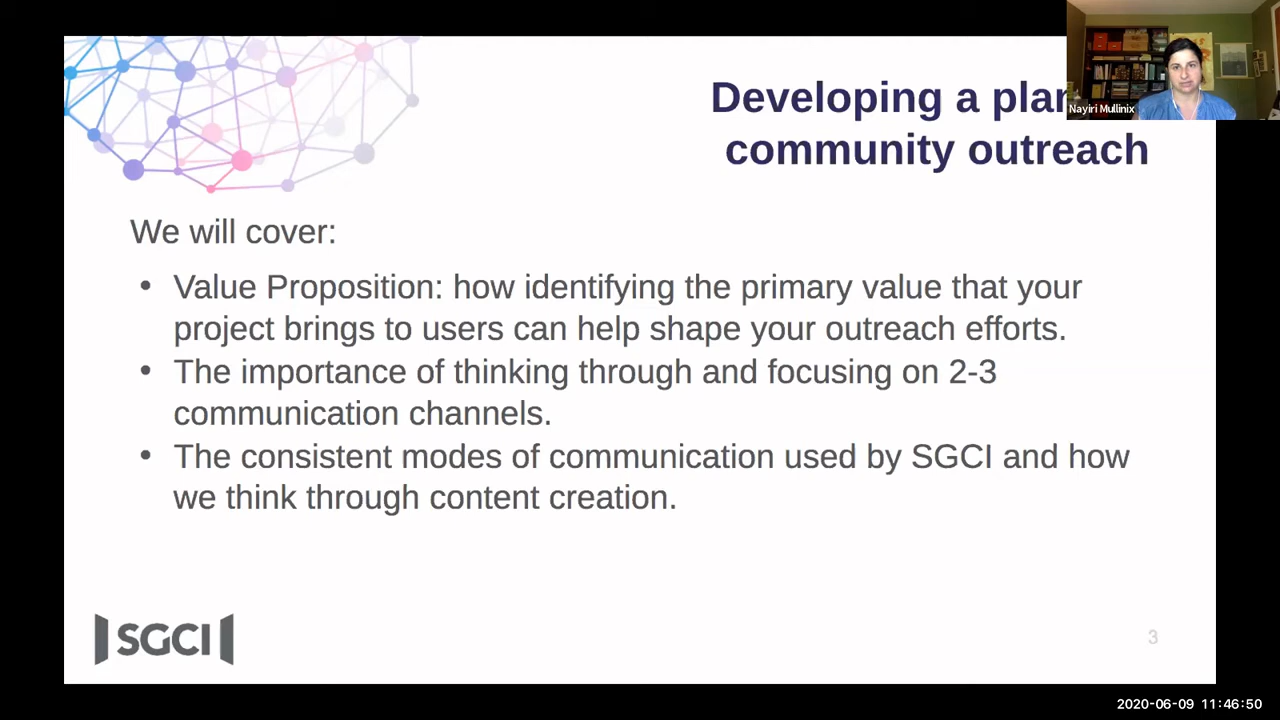 Developing a plan
community outreach
Nayiri Mullinix
We will cover:
• Value Proposition: how identifying the primary value that your
project brings to users can help shape your outreach efforts.
• The importance of thinking through and focusing on 2-3
communication channels.
• The consistent modes of communication used by SGCI and how
we think through content creation.
SGCI
3
2020-06-09 11:46:50